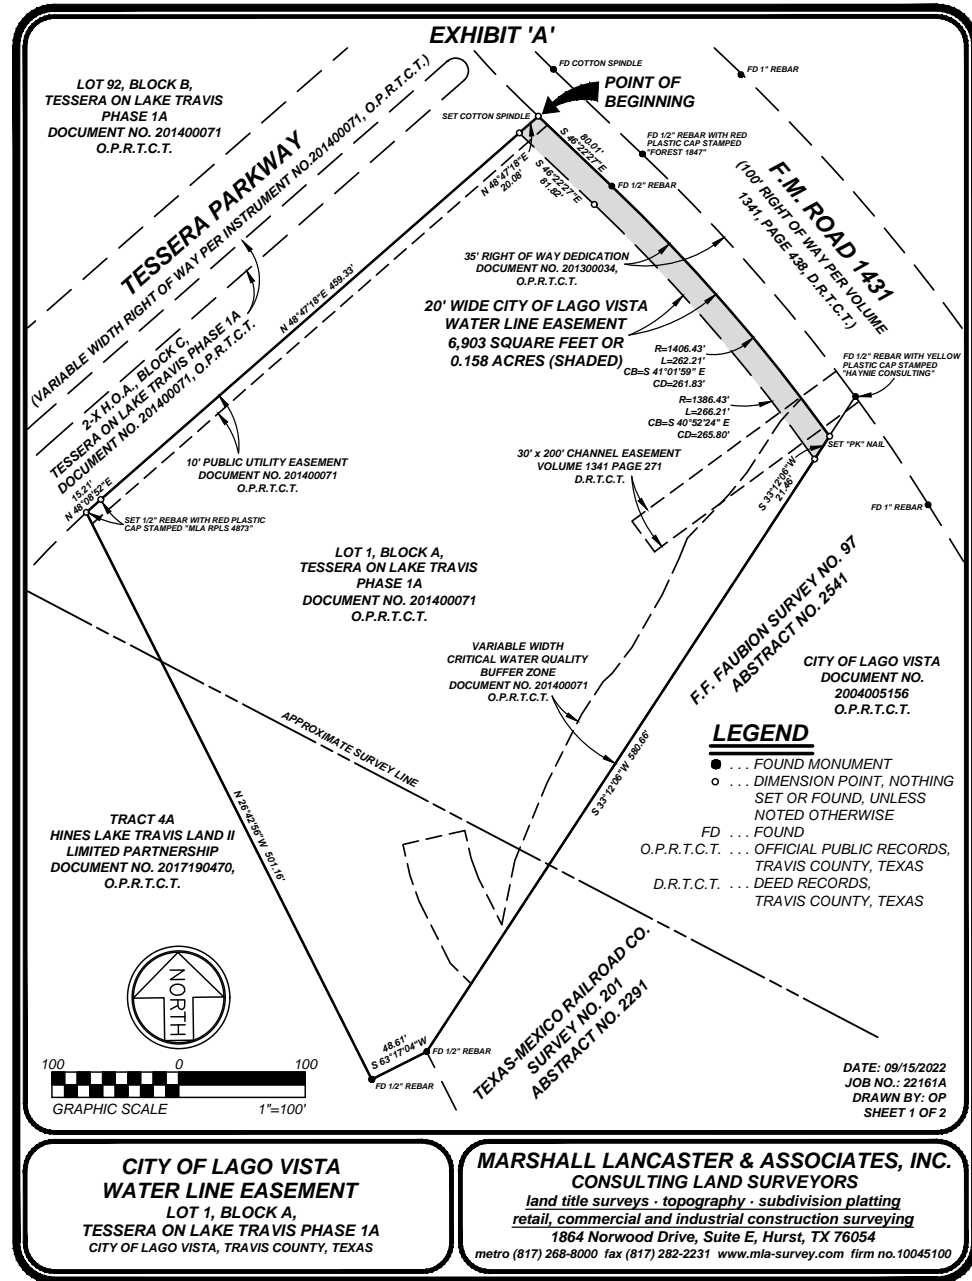 EXHIBIT 'A'
LOT 92, BLOCK B,
TESSERA ON LAKE TRAVIS
PHASE 1A
DOCUMENT NO. 201400071
O.P.R.T.C.T.
FD COTTON SPINDLE
FD 1" REBAR
POINT OF
BEGINNING
SET COTTON SPINDLE
FD 1/2" REBAR WITH RED
PLASTIC CAP STAMPED
"FOREST 1847"
TESSERA PARKWAY
(VARIABLE WIDTH RIGHT OF WAY PER INSTRUMENT NO.201400071, O.P.R.T.C.T.)
80.01'
S 46°22'27"E
N 48°47'18"E
20.08'
S 46°22'27"E
81.82'
FD 1/2" REBAR
F.M. ROAD 1431
(100' RIGHT OF WAY PER VOLUME
1341, PAGE 438, D.R.T.C.T.)
35' RIGHT OF WAY DEDICATION
DOCUMENT NO. 201300034,
O.P.R.T.C.T.
N 48°47'18"E 459.33'
20' WIDE CITY OF LAGO VISTA
WATER LINE EASEMENT
6,903 SQUARE FEET OR
0.158 ACRES (SHADED)
2-X H.O.A., BLOCK C,
TESSERA ON LAKE TRAVIS PHASE 1A
DOCUMENT NO. 201400071, O.P.R.T.C.T.
R=1406.43'
L=262.21'
CB=S 41°01'59" E
CD=261.83'
FD 1/2" REBAR WITH YELLOW
PLASTIC CAP STAMPED
"HAYNIE CONSULTING"
R=1386.43'
L=266.21'
CB=S 40°52'24" E
CD=265.80'
SET "PK" NAIL
10' PUBLIC UTILITY EASEMENT
DOCUMENT NO. 201400071
O.P.R.T.C.T.
30' x 200' CHANNEL EASEMENT
VOLUME 1341 PAGE 271
D.R.T.C.T.
S 33°12'06"W
21.46'
15.21'
N 48°08'52"E
SET 1/2" REBAR WITH RED PLASTIC
CAP STAMPED "MLA RPLS 4873"
FD 1" REBAR
LOT 1, BLOCK A,
TESSERA ON LAKE TRAVIS
PHASE 1A
DOCUMENT NO. 201400071
O.P.R.T.C.T.
F.F. FAUBION SURVEY NO. 97
ABSTRACT NO. 2541
VARIABLE WIDTH
CRITICAL WATER QUALITY
BUFFER ZONE
DOCUMENT NO. 201400071
O.P.R.T.C.T.
CITY OF LAGO VISTA
DOCUMENT NO.
2004005156
O.P.R.T.C.T.
APPROXIMATE SURVEY LINE
S 33°12'06"W 580.66'
LEGEND
. . . FOUND MONUMENT
. . . DIMENSION POINT, NOTHING
SET OR FOUND, UNLESS
NOTED OTHERWISE
FD . . . FOUND
O.P.R.T.C.T. . . . OFFICIAL PUBLIC RECORDS,
TRAVIS COUNTY, TEXAS
D.R.T.C.T. . . . DEED RECORDS,
TRAVIS COUNTY, TEXAS
N 26°42'56"W 501.16'
TRACT 4A
HINES LAKE TRAVIS LAND II
LIMITED PARTNERSHIP
DOCUMENT NO. 2017190470,
O.P.R.T.C.T.
NORTH
TEXAS-MEXICO RAILROAD CO.
SURVEY NO. 201
ABSTRACT NO. 2291
48.61'
S 63°17'04"W
FD 1/2" REBAR
FD 1/2" REBAR
100 0 100
GRAPHIC SCALE 1"=100'
DATE: 09/15/2022
JOB NO.: 22161A
DRAWN BY: OP
SHEET 1 OF 2
CITY OF LAGO VISTA
WATER LINE EASEMENT
LOT 1, BLOCK A,
TESSERA ON LAKE TRAVIS PHASE 1A
CITY OF LAGO VISTA, TRAVIS COUNTY, TEXAS
MARSHALL LANCASTER & ASSOCIATES, INC.
CONSULTING LAND SURVEYORS
land title surveys · topography · subdivision platting
retail, commercial and industrial construction surveying
1864 Norwood Drive, Suite E, Hurst, TX 76054
metro (817) 268-8000 fax (817) 282-2231 www.mla-survey.com firm no.10045100